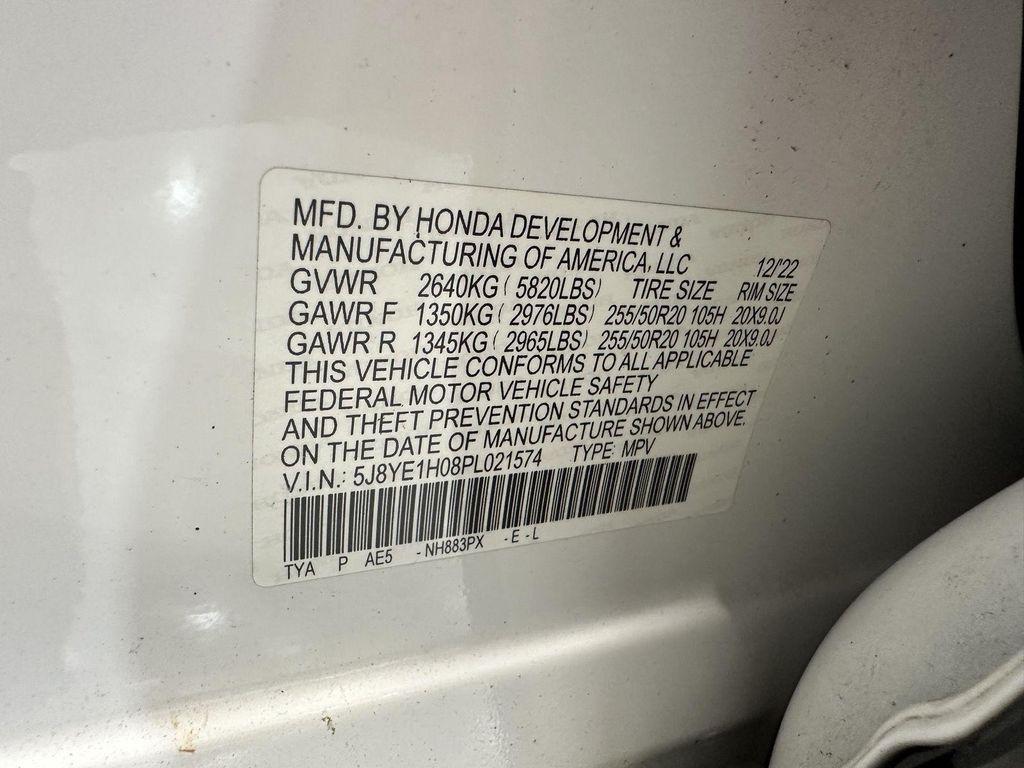 MFD. BY HONDA DEVELOPMENT &
MANUFACTURING OF AMERICA, LLC 12/'22
GVWR 2640KG ( 5820LBS) TIRE SIZE RIM SIZE
GAWR F 1350KG ( 2976LBS) 255/50R20 105H 20X9.0J
GAWR R 1345KG ( 2965LBS) 255/50R20 105H 20X9.0J
THIS VEHICLE CONFORMS TO ALL APPLICABLE
FEDERAL MOTOR VEHICLE SAFETY
AND THEFT PREVENTION STANDARDS IN EFFECT
ON THE DATE OF MANUFACTURE SHOWN ABOVE.
V.I.N.: 5J8YE1H08PL021574 TYPE: MPV
TYA P AE5 -NH883PX -E-L